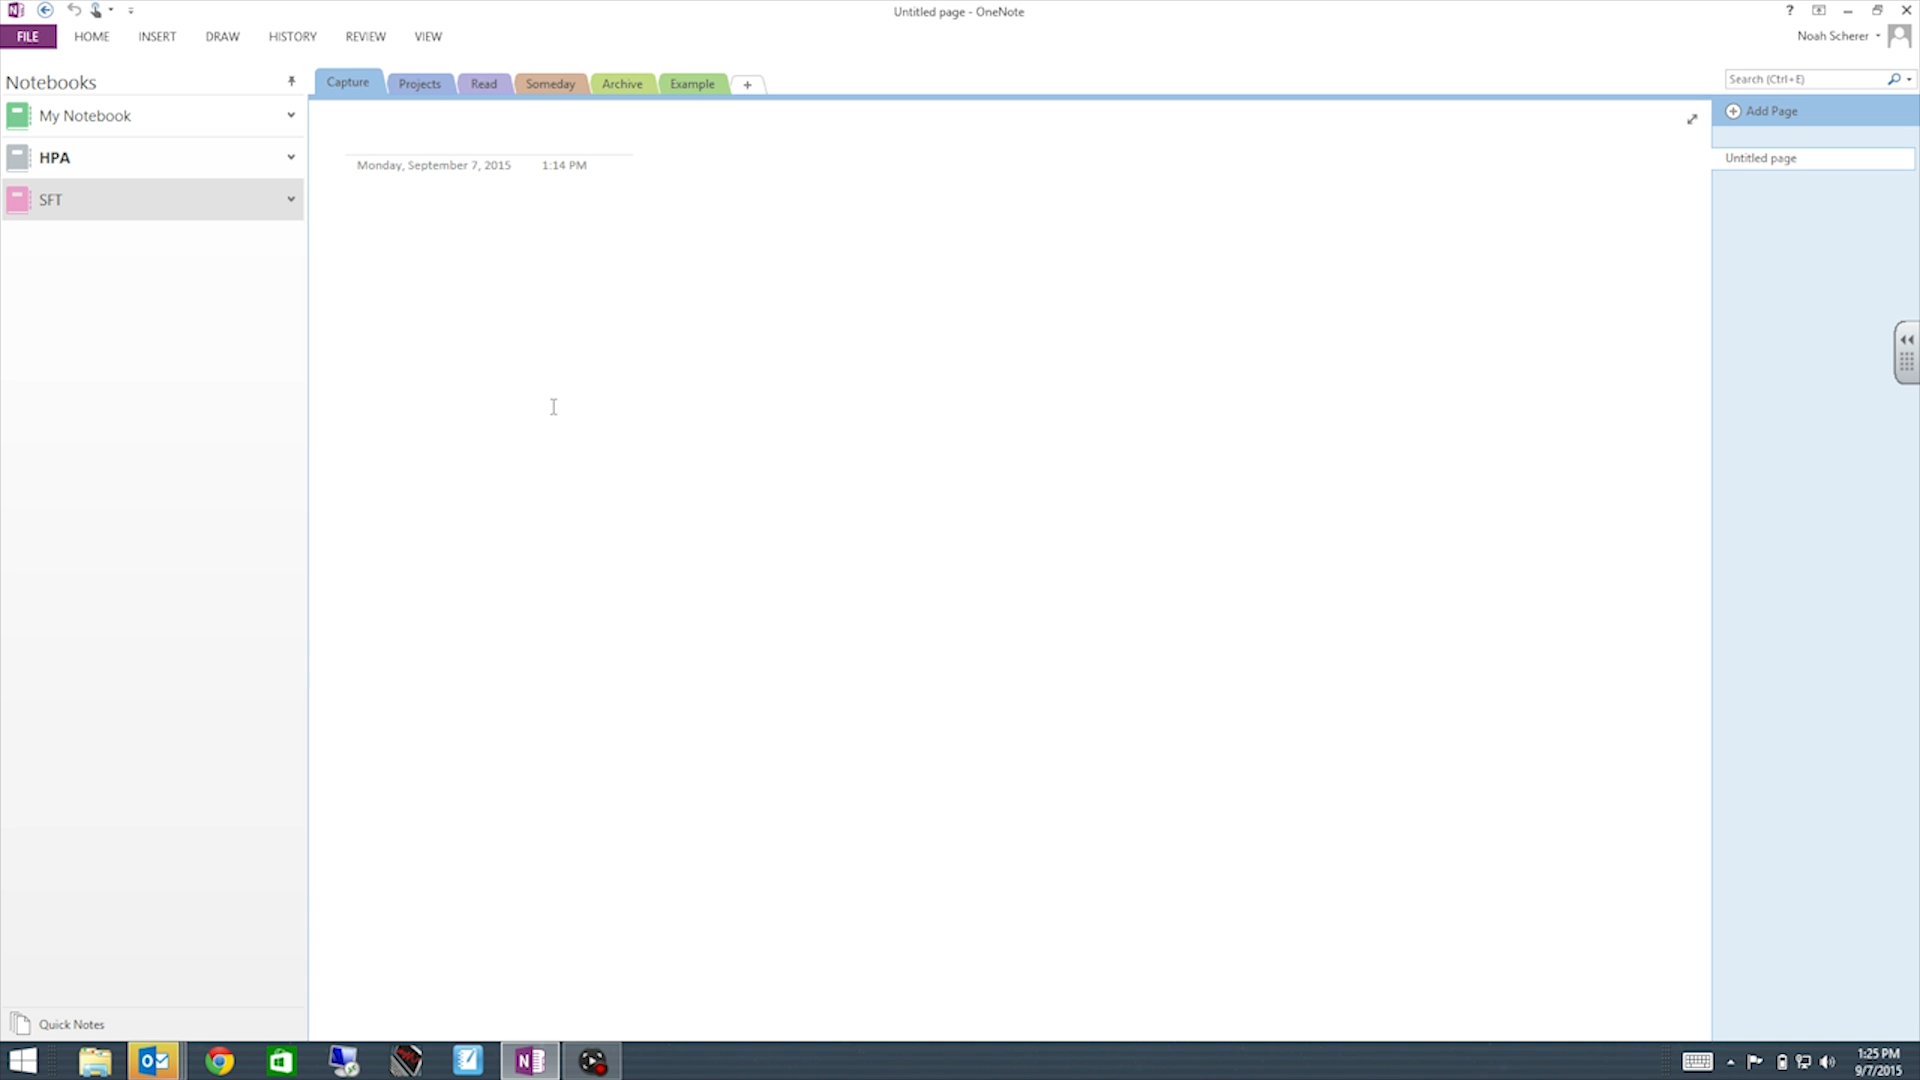 Untitled page - OneNote
FILE HOME INSERT DRAW HISTORY REVIEW VIEW
Noah Scherer
Notebooks
Capture Projects Read Someday Archive Example +
Search (Ctrl+E)
My Notebook
Add Page
HPA
Untitled page
Monday, September 7, 2015 1:14 PM
SFT
Quick Notes
1:25 PM
9/7/2015